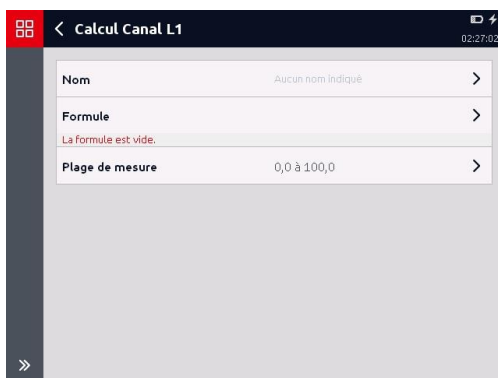 Calcul Canal L1
02:27:02
Nom
Aucun nom indiqué
Formule
La formule est vide.
Plage de mesure
0,0 à 100,0